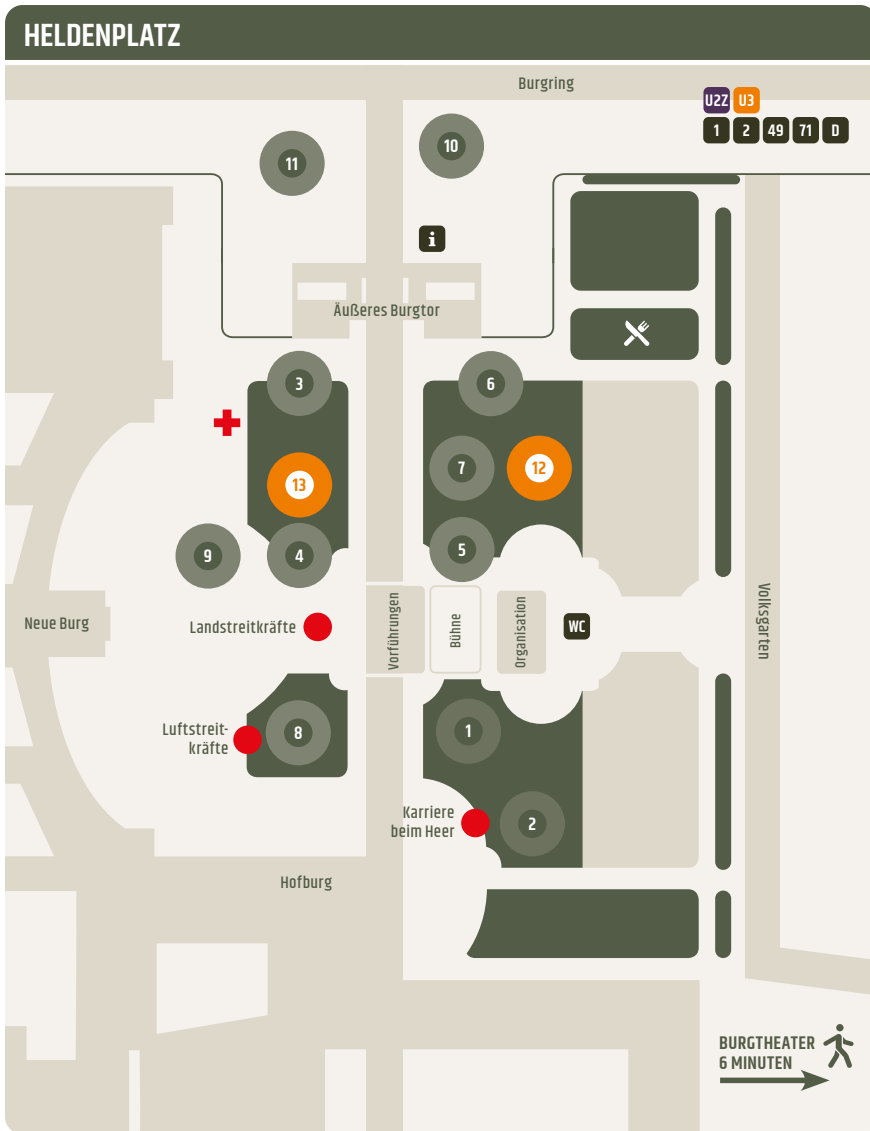 HELDENPLATZ
Burgring
U2Z U3
1 2 49 71 D
10
11
i
Äußeres Burgtor
3
6
7
12
13
5
9
4
Neue Burg
Landstreitkräfte
Vorführungen
Bühne
Organisation
WC
Volksgarten
Luftstreit-
kräfte
8
1
Karriere
beim Heer
2
Hofburg
BURGTHEATER
6 MINUTEN